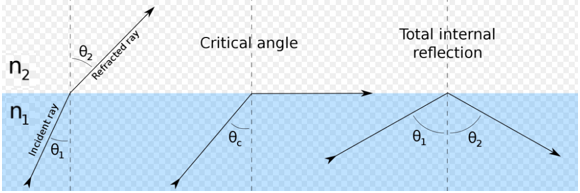 n2
n1
θ2
Refracted ray
Incident ray
θ1
Critical angle
θc
Total internal
reflection
θ1
θ2